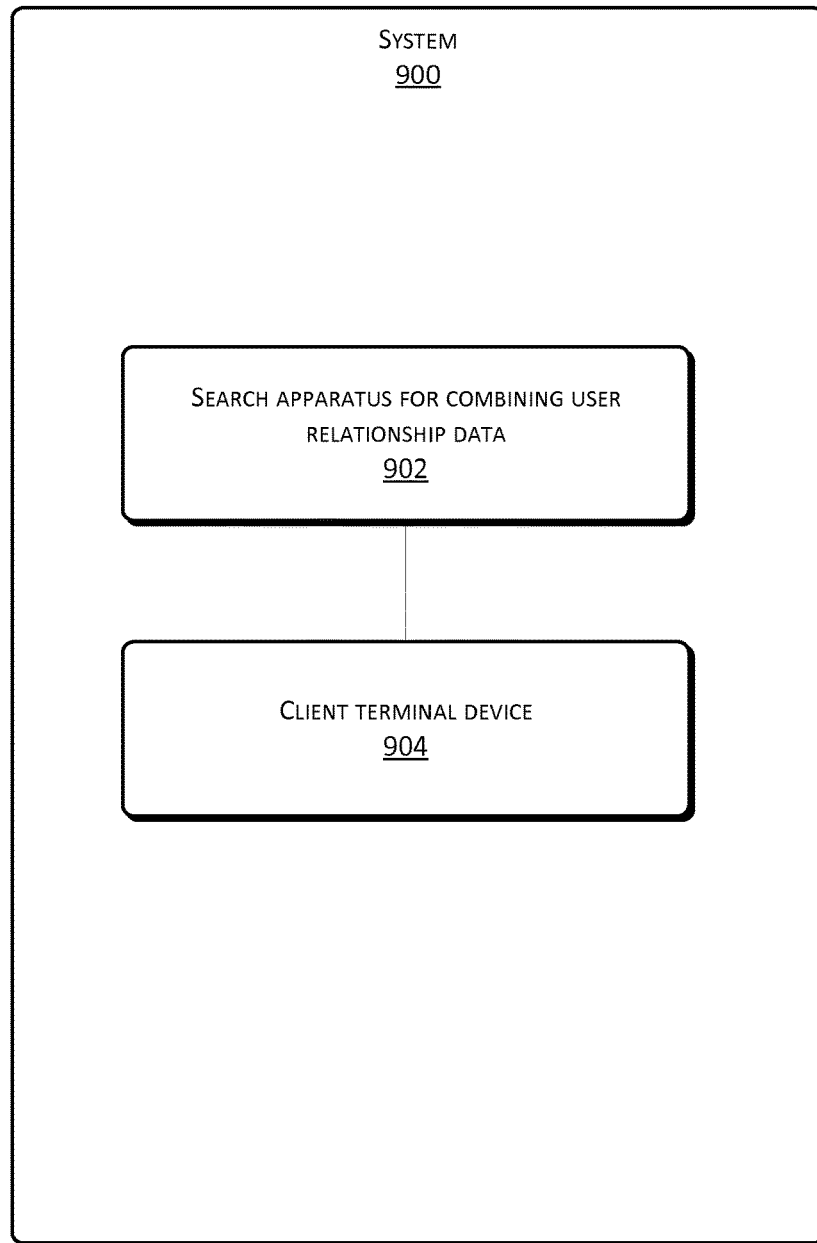 SYSTEM
900
SEARCH APPARATUS FOR COMBINING USER
RELATIONSHIP DATA
902
CLIENT TERMINAL DEVICE
904